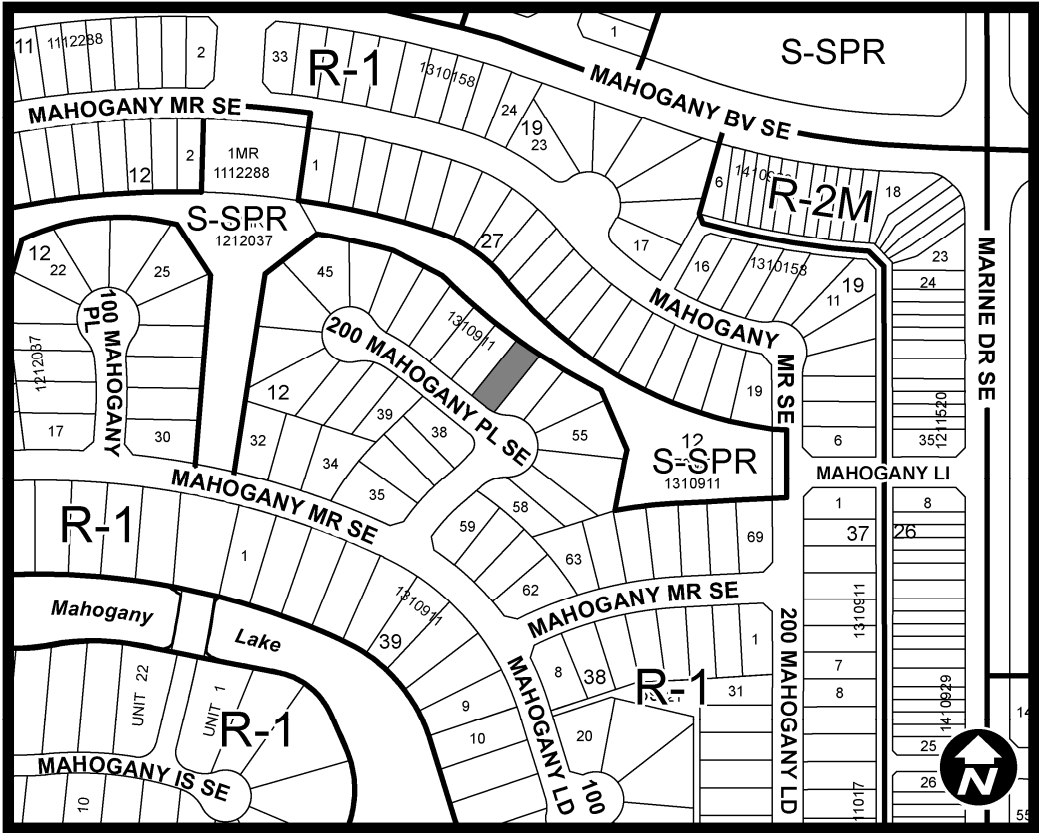 11
1112288
2
33
R-1
1310158
1
S-SPR
MAHOGANY BV SE
24
19
23
MAHOGANY MR SE
12
2
1MR
1112288
1
6
R-2M
18
S-SPR
1212037
27
17
16
1310158
19
11
23
24
MARINE DR SE
12
22
25
45
100 MAHOGANY
PL
1212037
17
30
200 MAHOGANY PL SE
1310911
MAHOGANY
MR SE
19
12
39
38
32
34
35
55
12
S-SPR
1310911
6
35
1211520
MAHOGANY LI
MAHOGANY MR SE
R-1
1
59
58
63
62
69
1
8
37
26
1310911
Mahogany
Lake
1310911
39
MAHOGANY MR SE
200 MAHOGANY LD
1
8
38
R-1
31
7
8
1410929
14
UNIT 22
UNIT 1
R-1
9
10
MAHOGANY LD
20
100
25
26
11017
55
MAHOGANY IS SE
10
N